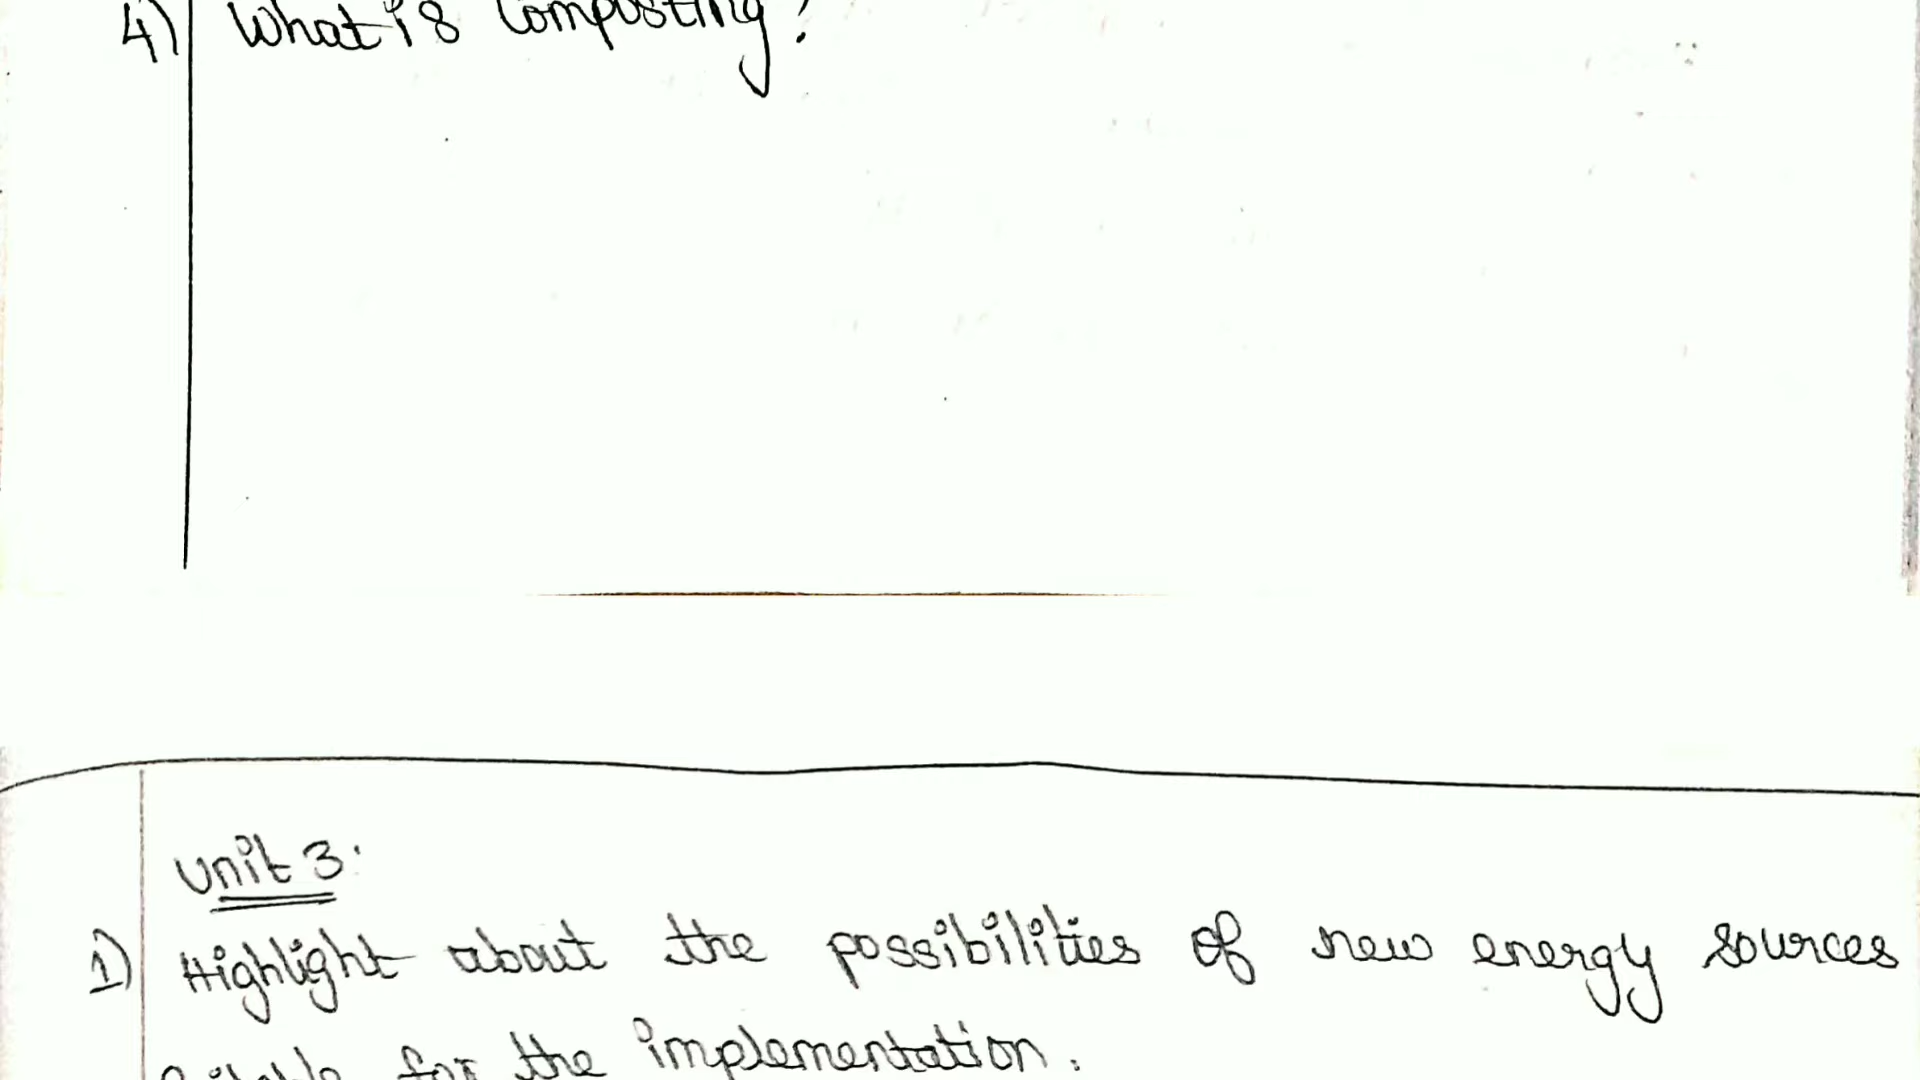 4) What is Composting?
Unit 3:
1) Highlight about the possibilities of new energy sources
for the implementation.